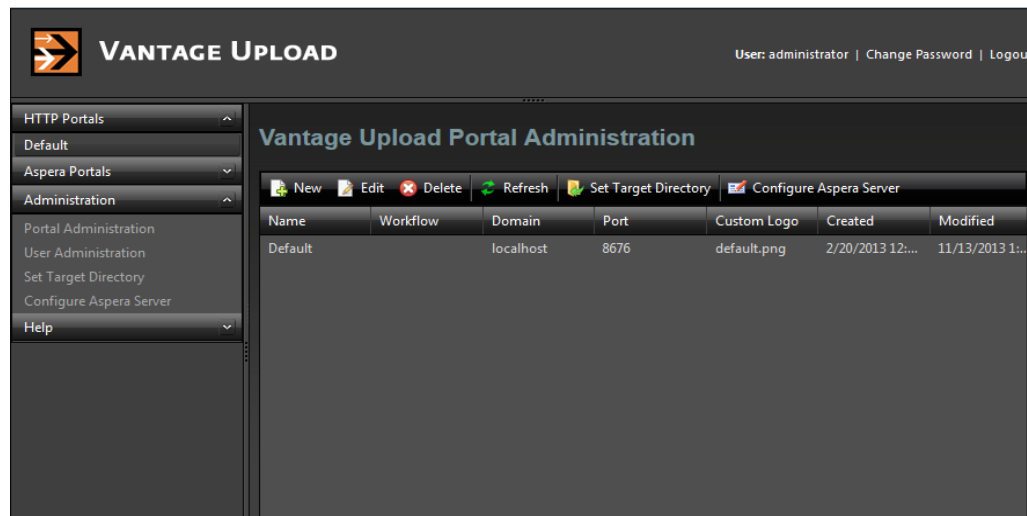 VANTAGE UPLOAD
User: administrator | Change Password | Logou
HTTP Portals
Default
Aspera Portals
Administration
Portal Administration
User Administration
Set Target Directory
Configure Aspera Server
Help
Vantage Upload Portal Administration
New Edit Delete Refresh Set Target Directory Configure Aspera Server
Name Workflow Domain Port Custom Logo Created Modified
Default localhost 8676 default.png 2/20/2013 12:... 11/13/2013 1:...